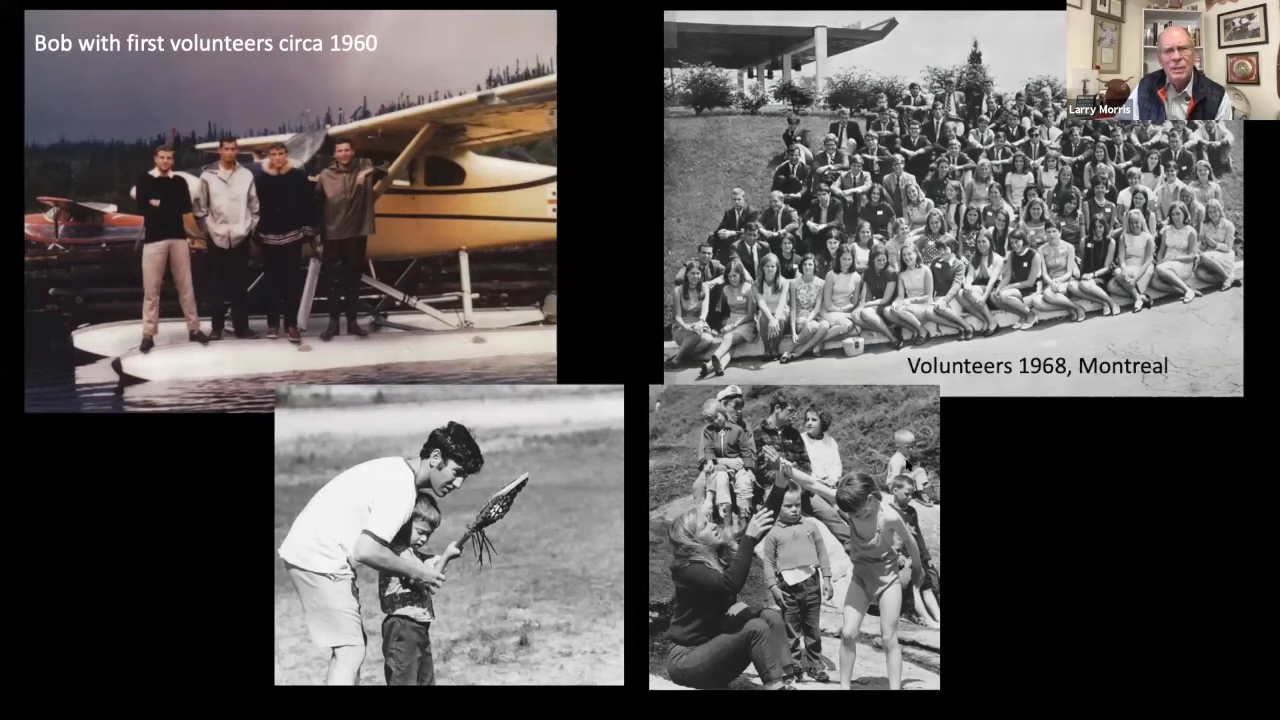 Bob with first volunteers circa 1960
Larry Morris
Volunteers 1968, Montreal